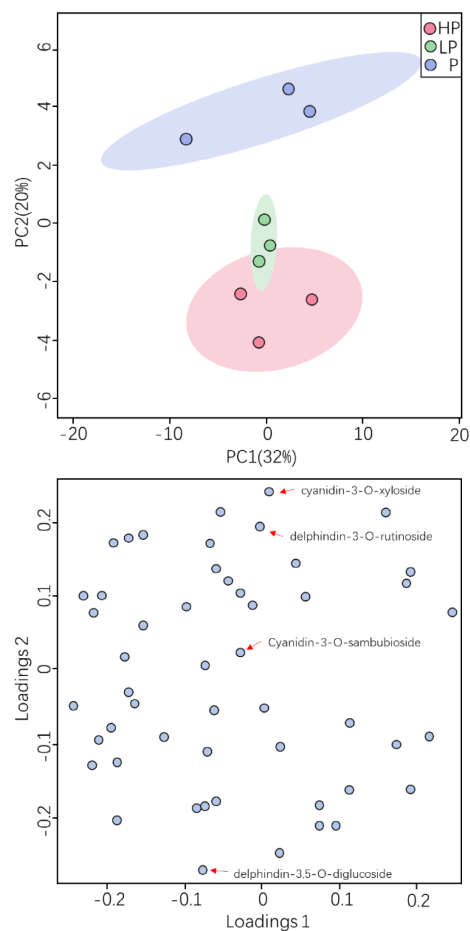 HP
LP
P
6
4
2
0
-2
-4
-6
PC2(20%)
-20
-10
0
10
20
PC1(32%)
cyanidin-3-O-xyloside
delphindin-3-O-rutinoside
Cyanidin-3-O-sambubioside
delphindin-3,5-O-diglucoside
0.2
0.1
0
-0.1
-0.2
Loadings 2
-0.2
-0.1
0
0.1
0.2
Loadings 1